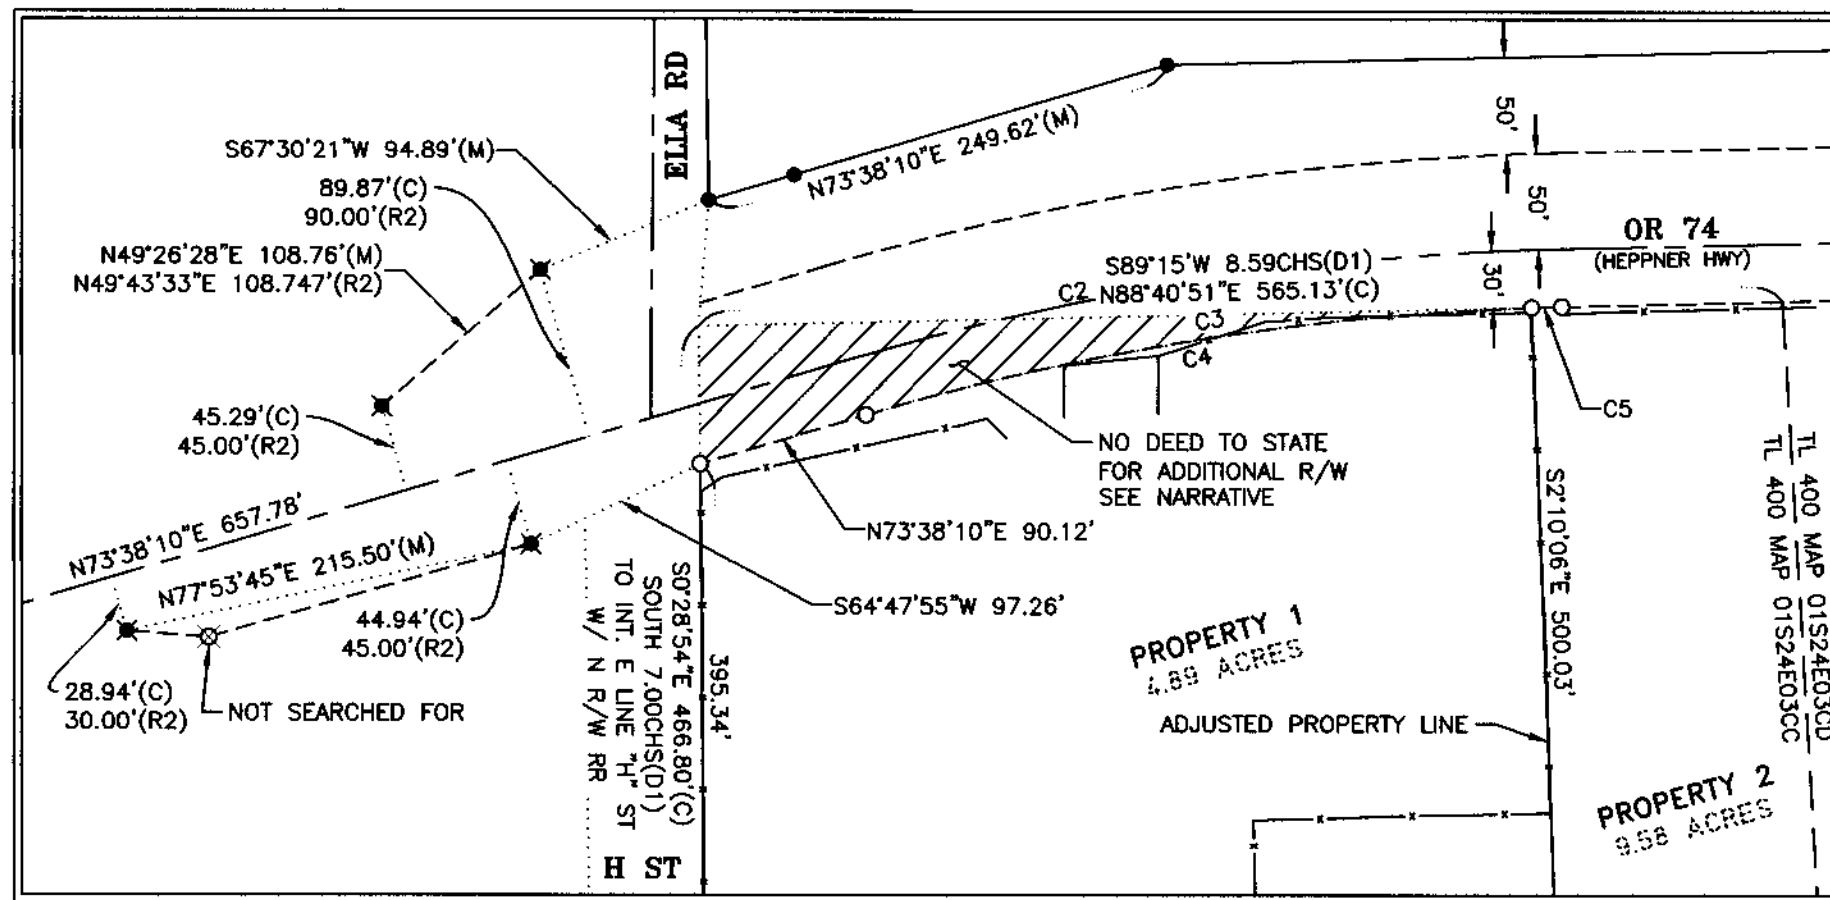 ELLA RD
S67°30'21"W 94.89'(M)
89.87'(C)
90.00'(R2)
N49°26'28"E 108.76'(M)
N49°43'33"E 108.747'(R2)
N73°38'10"E 249.62'(M)
50'
50'
30'
OR 74
(HEPPNER HWY)
S89°15'W 8.59CHS(D1)
C2 N88°40'51"E 565.13'(C)
C3
C4
C5
45.29'(C)
45.00'(R2)
NO DEED TO STATE
FOR ADDITIONAL R/W
SEE NARRATIVE
N73°38'10"E 90.12'
N73°38'10"E 657.78'
N77°53'45"E 215.50'(M)
44.94'(C)
45.00'(R2)
S64°47'55"W 97.26'
28.94'(C)
30.00'(R2)
NOT SEARCHED FOR
395.34'
S0°28'54"E 466.80'(C)
SOUTH 7.00CHS(D1)
TO INT. E LINE "H" ST
W/ N R/W RR
H ST
PROPERTY 1
4.89 ACRES
ADJUSTED PROPERTY LINE
S2°10'06"E 500.03'
TL 400 MAP 01S24E03CD
TL 400 MAP 01S24E03CC
PROPERTY 2
9.58 ACRES